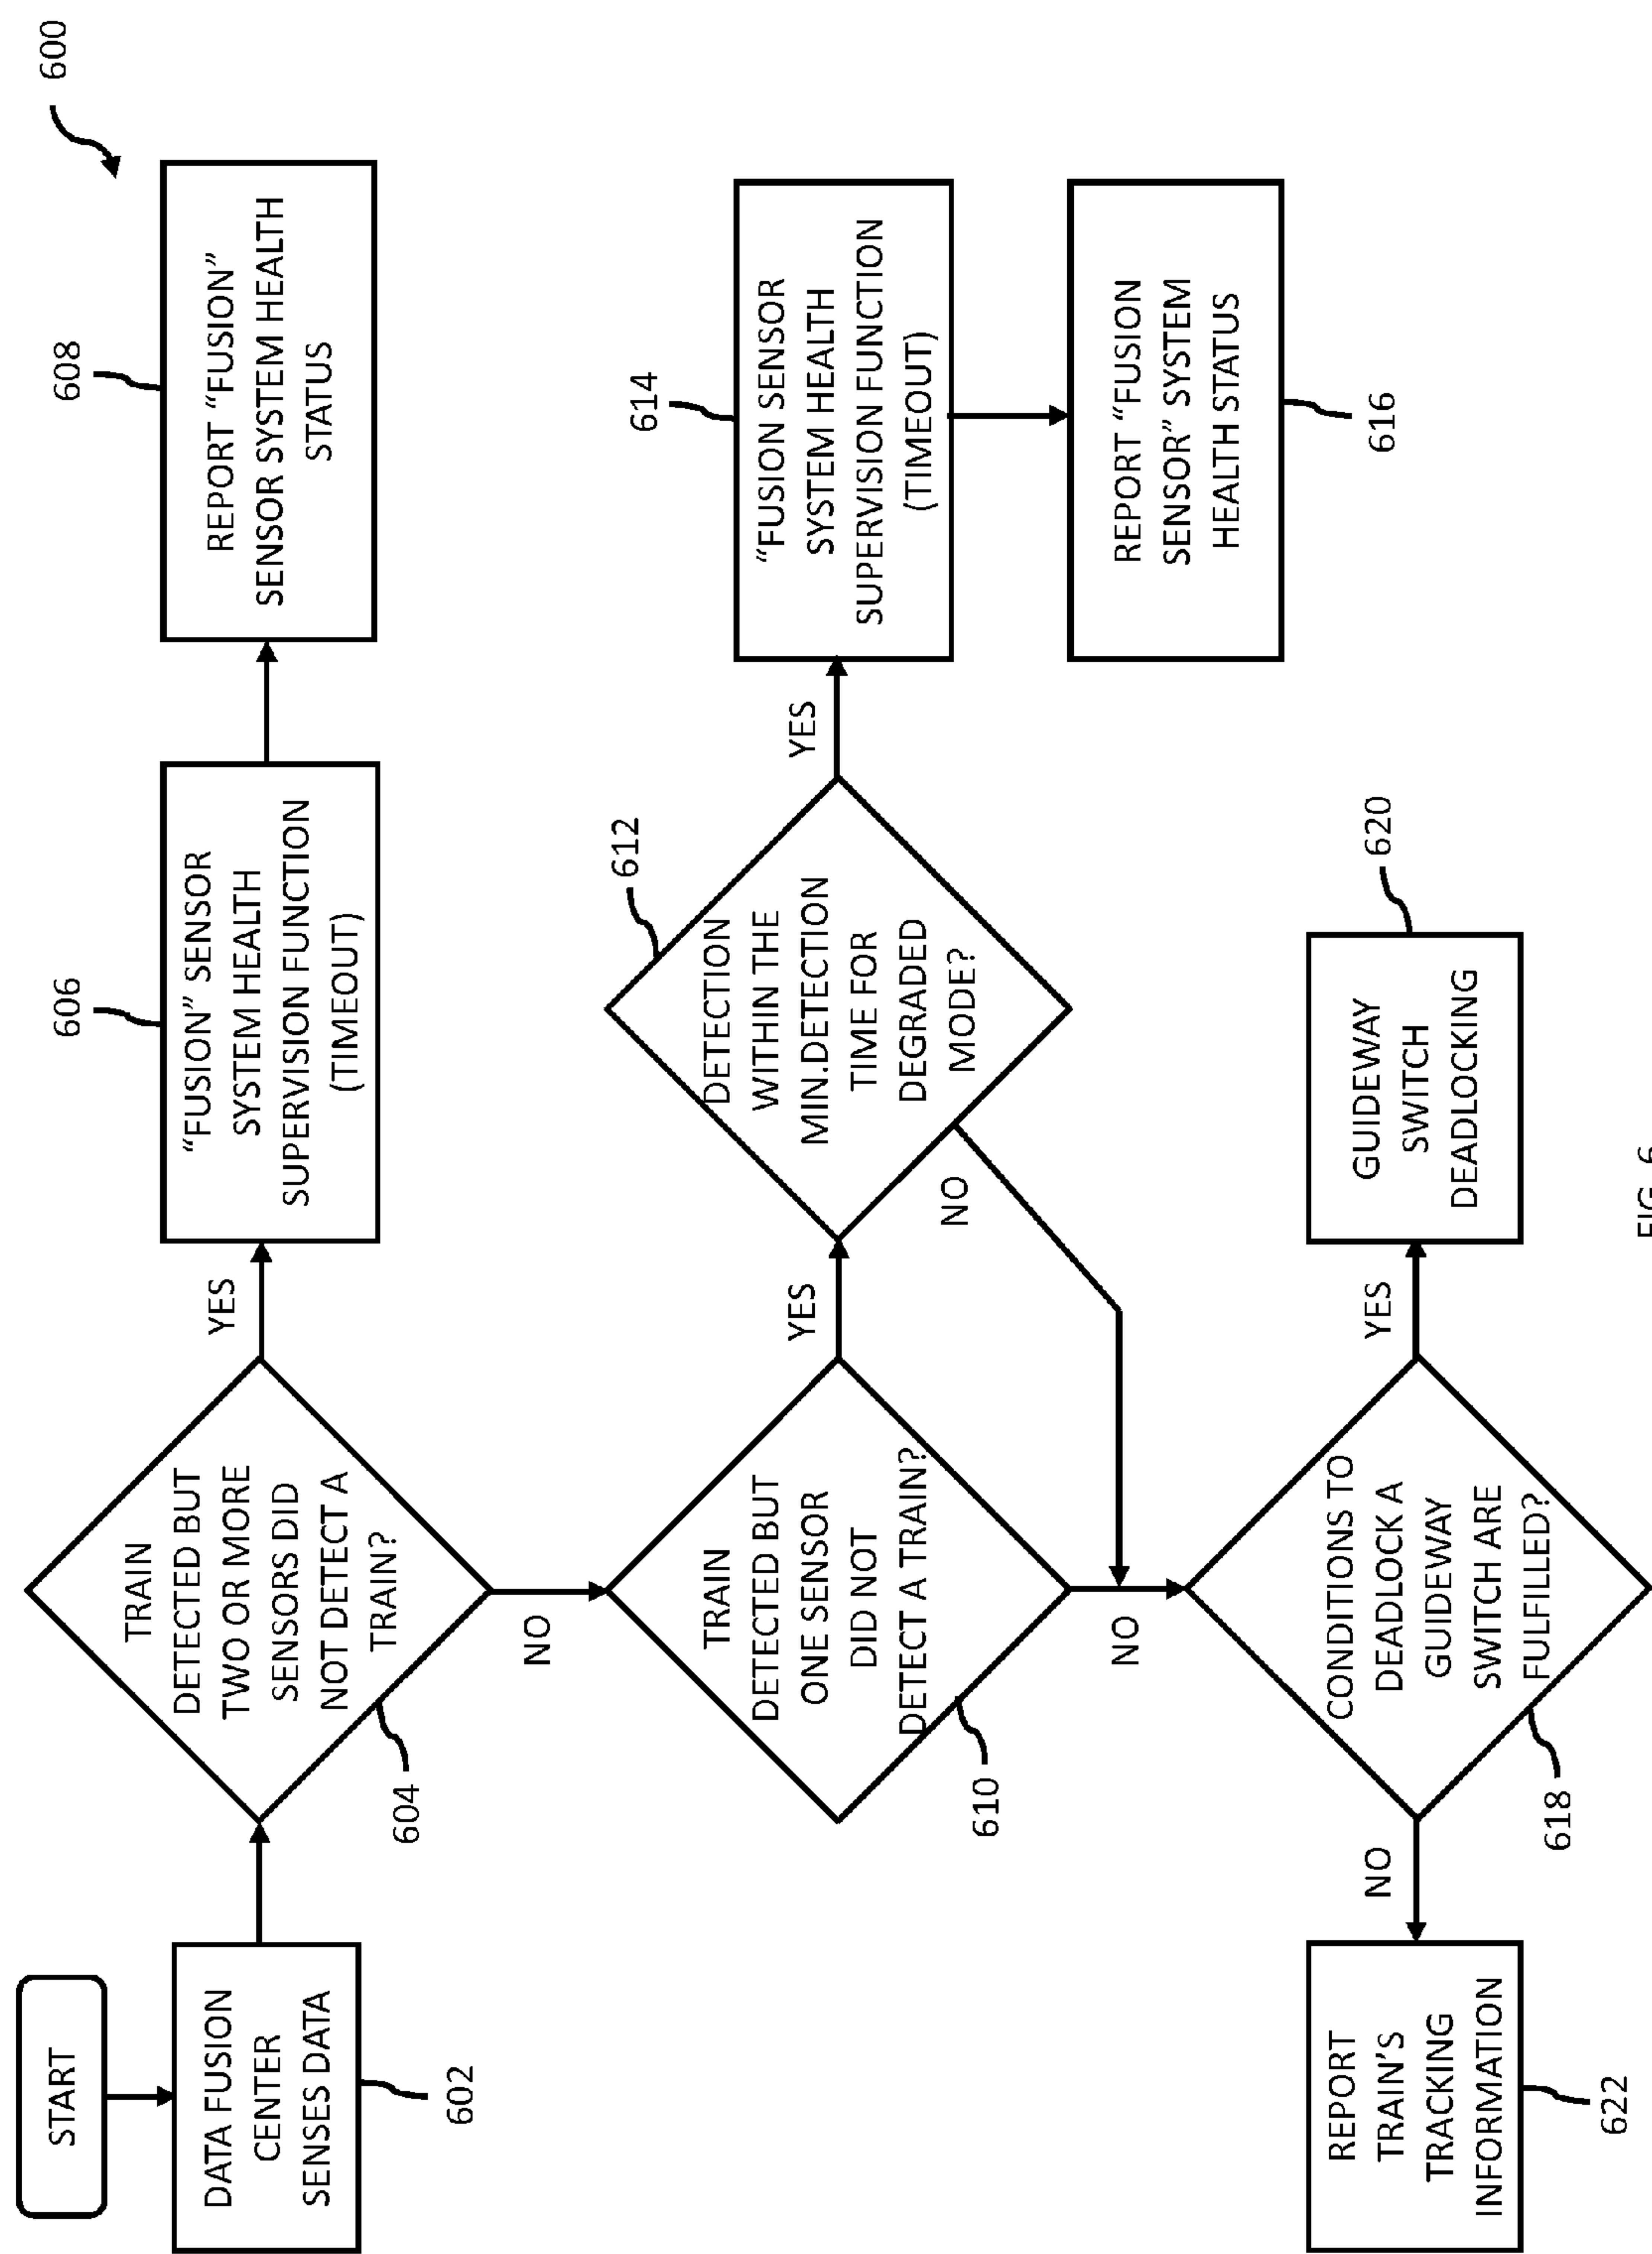 600
START
DATA FUSION
CENTER
SENSES DATA
602
TRAIN
DETECTED BUT
TWO OR MORE
SENSORS DID
NOT DETECT A
TRAIN?
604
YES
"FUSION" SENSOR
SYSTEM HEALTH
SUPERVISION FUNCTION
(TIMEOUT)
606
REPORT "FUSION"
SENSOR SYSTEM HEALTH
STATUS
608
NO
TRAIN
DETECTED BUT
ONE SENSOR
DID NOT
DETECT A TRAIN?
610
YES
DETECTION
WITHIN THE
MIN.DETECTION
TIME FOR
DEGRADED
MODE?
612
YES
"FUSION SENSOR
SYSTEM HEALTH
SUPERVISION FUNCTION
(TIMEOUT)
614
REPORT "FUSION
SENSOR" SYSTEM
HEALTH STATUS
616
NO
NO
CONDITIONS TO
DEADLOCK A
GUIDEWAY
SWITCH ARE
FULFILLED?
618
YES
GUIDEWAY
SWITCH
DEADLOCKING
620
NO
REPORT
TRAIN'S
TRACKING
INFORMATION
622
FIG. 6